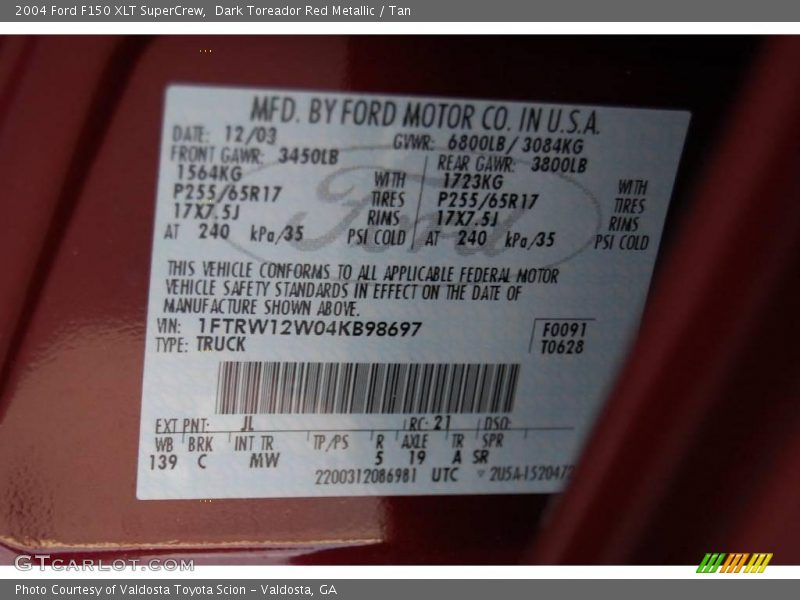 2004 Ford F150 XLT SuperCrew,  Dark Toreador Red Metallic / Tan
MFD. BY FORD MOTOR CO. IN U.S.A.
DATE: 12/03 GVWR: 6800LB/ 3084KG
FRONT GAWR: 3450LB REAR GAWR: 3800LB
1564KG WITH 1723KG WITH
P255/65R17 TIRES P255/65R17 TIRES
17X7.5J RIMS 17X7.5J RIMS
AT 240 kPa/35 PSI COLD AT 240 kPa/35 PSI COLD
Ford
THIS VEHICLE CONFORMS TO ALL APPLICABLE FEDERAL MOTOR
VEHICLE SAFETY STANDARDS IN EFFECT ON THE DATE OF
MANUFACTURE SHOWN ABOVE.
VIN: 1FTRW12W04KB98697 F0091
TYPE: TRUCK T0628
EXT PNT: JL RC: 21 DSO:
WB BRK INT TR TP/PS R AXLE TR SPR
139 C MW 5 19 A SR
2200312086981 UTC ▽ 2U5A-1520472
GTCARLOT.COM
Photo Courtesy of Valdosta Toyota Scion – Valdosta, GA